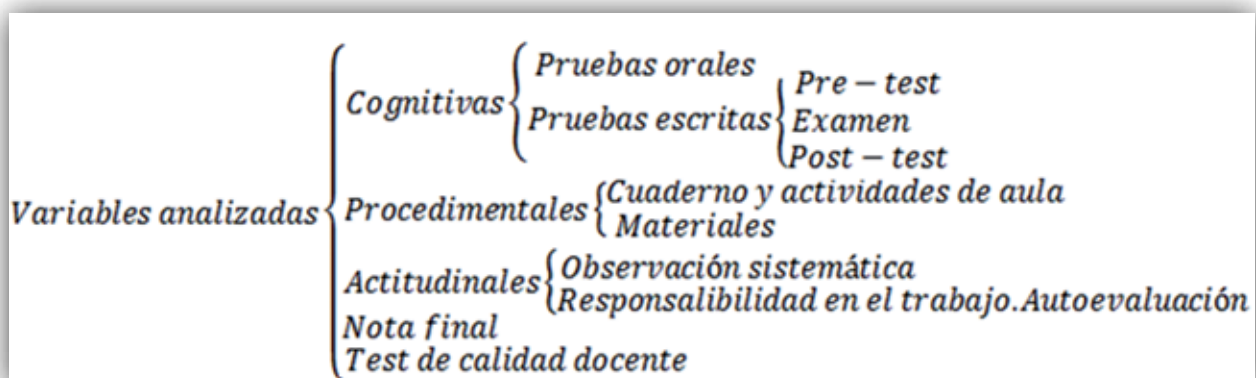 Variables analizadas
Cognitivas
Pruebas orales
Pruebas escritas
Pre − test
Examen
Post − test
Procedimentales
Cuaderno y actividades de aula
Materiales
Actitudinales
Observación sistemática
Responsalibilidad en el trabajo.Autoevaluación
Nota final
Test de calidad docente